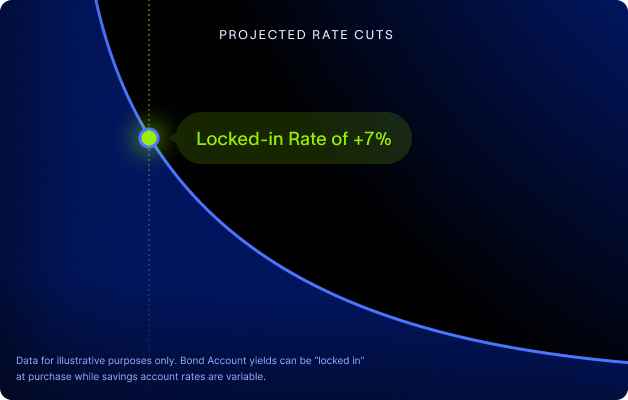 PROJECTED RATE CUTS
Locked-in Rate of +7%
Data for illustrative purposes only. Bond Account yields can be “locked in”
at purchase while savings account rates are variable.